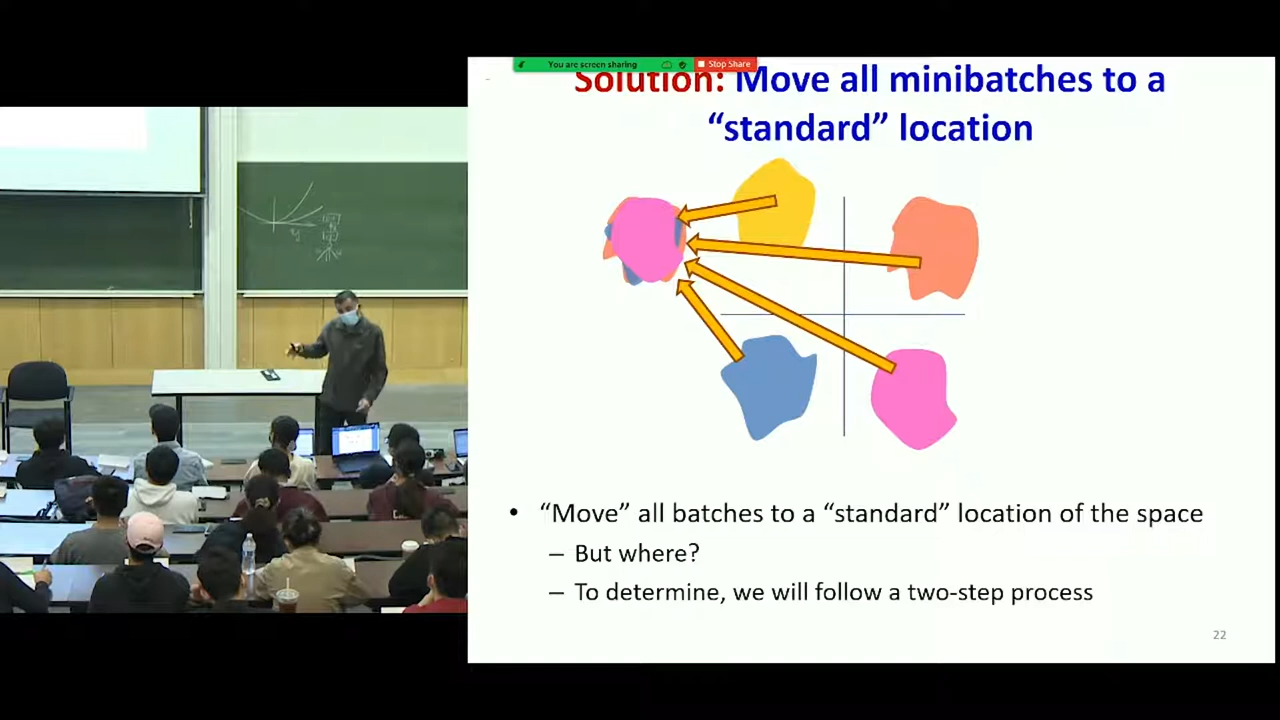 You are screen sharing
Stop Share
Solution: Move all minibatches to a
“standard” location
• “Move” all batches to a “standard” location of the space
– But where?
– To determine, we will follow a two-step process
22